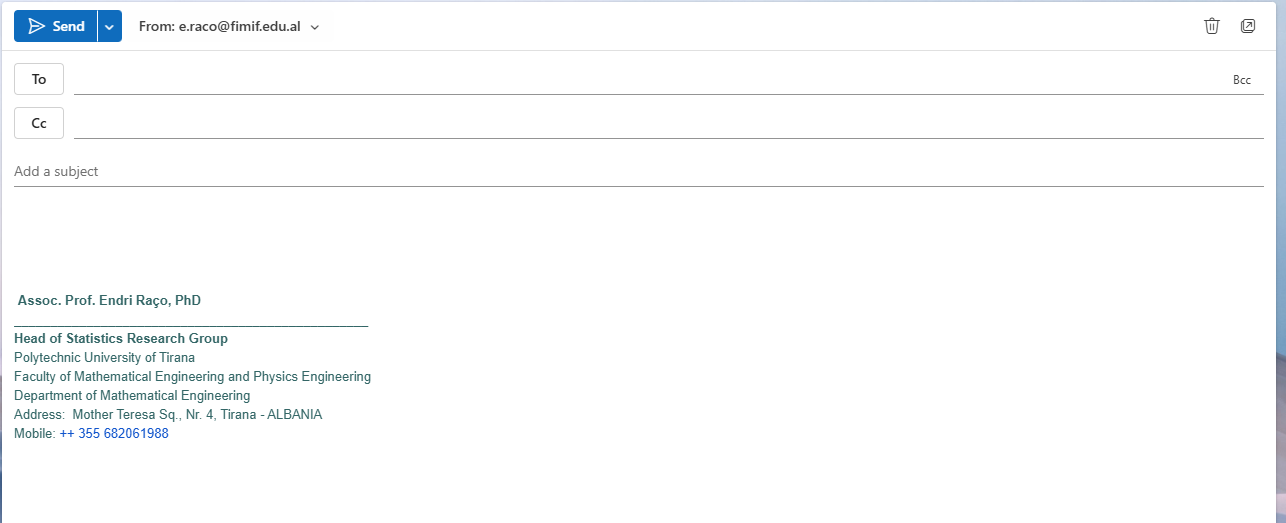 Send
From: e.raco@fimif.edu.al
To
Bcc
Cc
Add a subject
Assoc. Prof. Endri Raço, PhD
Head of Statistics Research Group
Polytechnic University of Tirana
Faculty of Mathematical Engineering and Physics Engineering
Department of Mathematical Engineering
Address:  Mother Teresa Sq., Nr. 4, Tirana - ALBANIA
Mobile: ++ 355 682061988